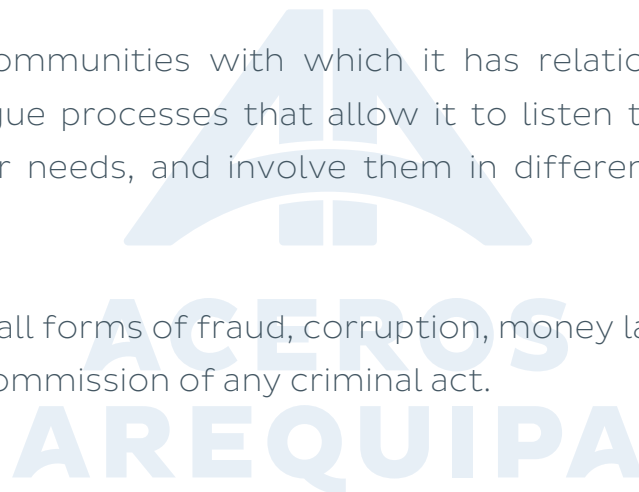 ommunities with which it has relatio
gue processes that allow it to listen t
r needs, and involve them in differen
all forms of fraud, corruption, money la
ommission of any criminal act.
ACEROS
AREQUIPA